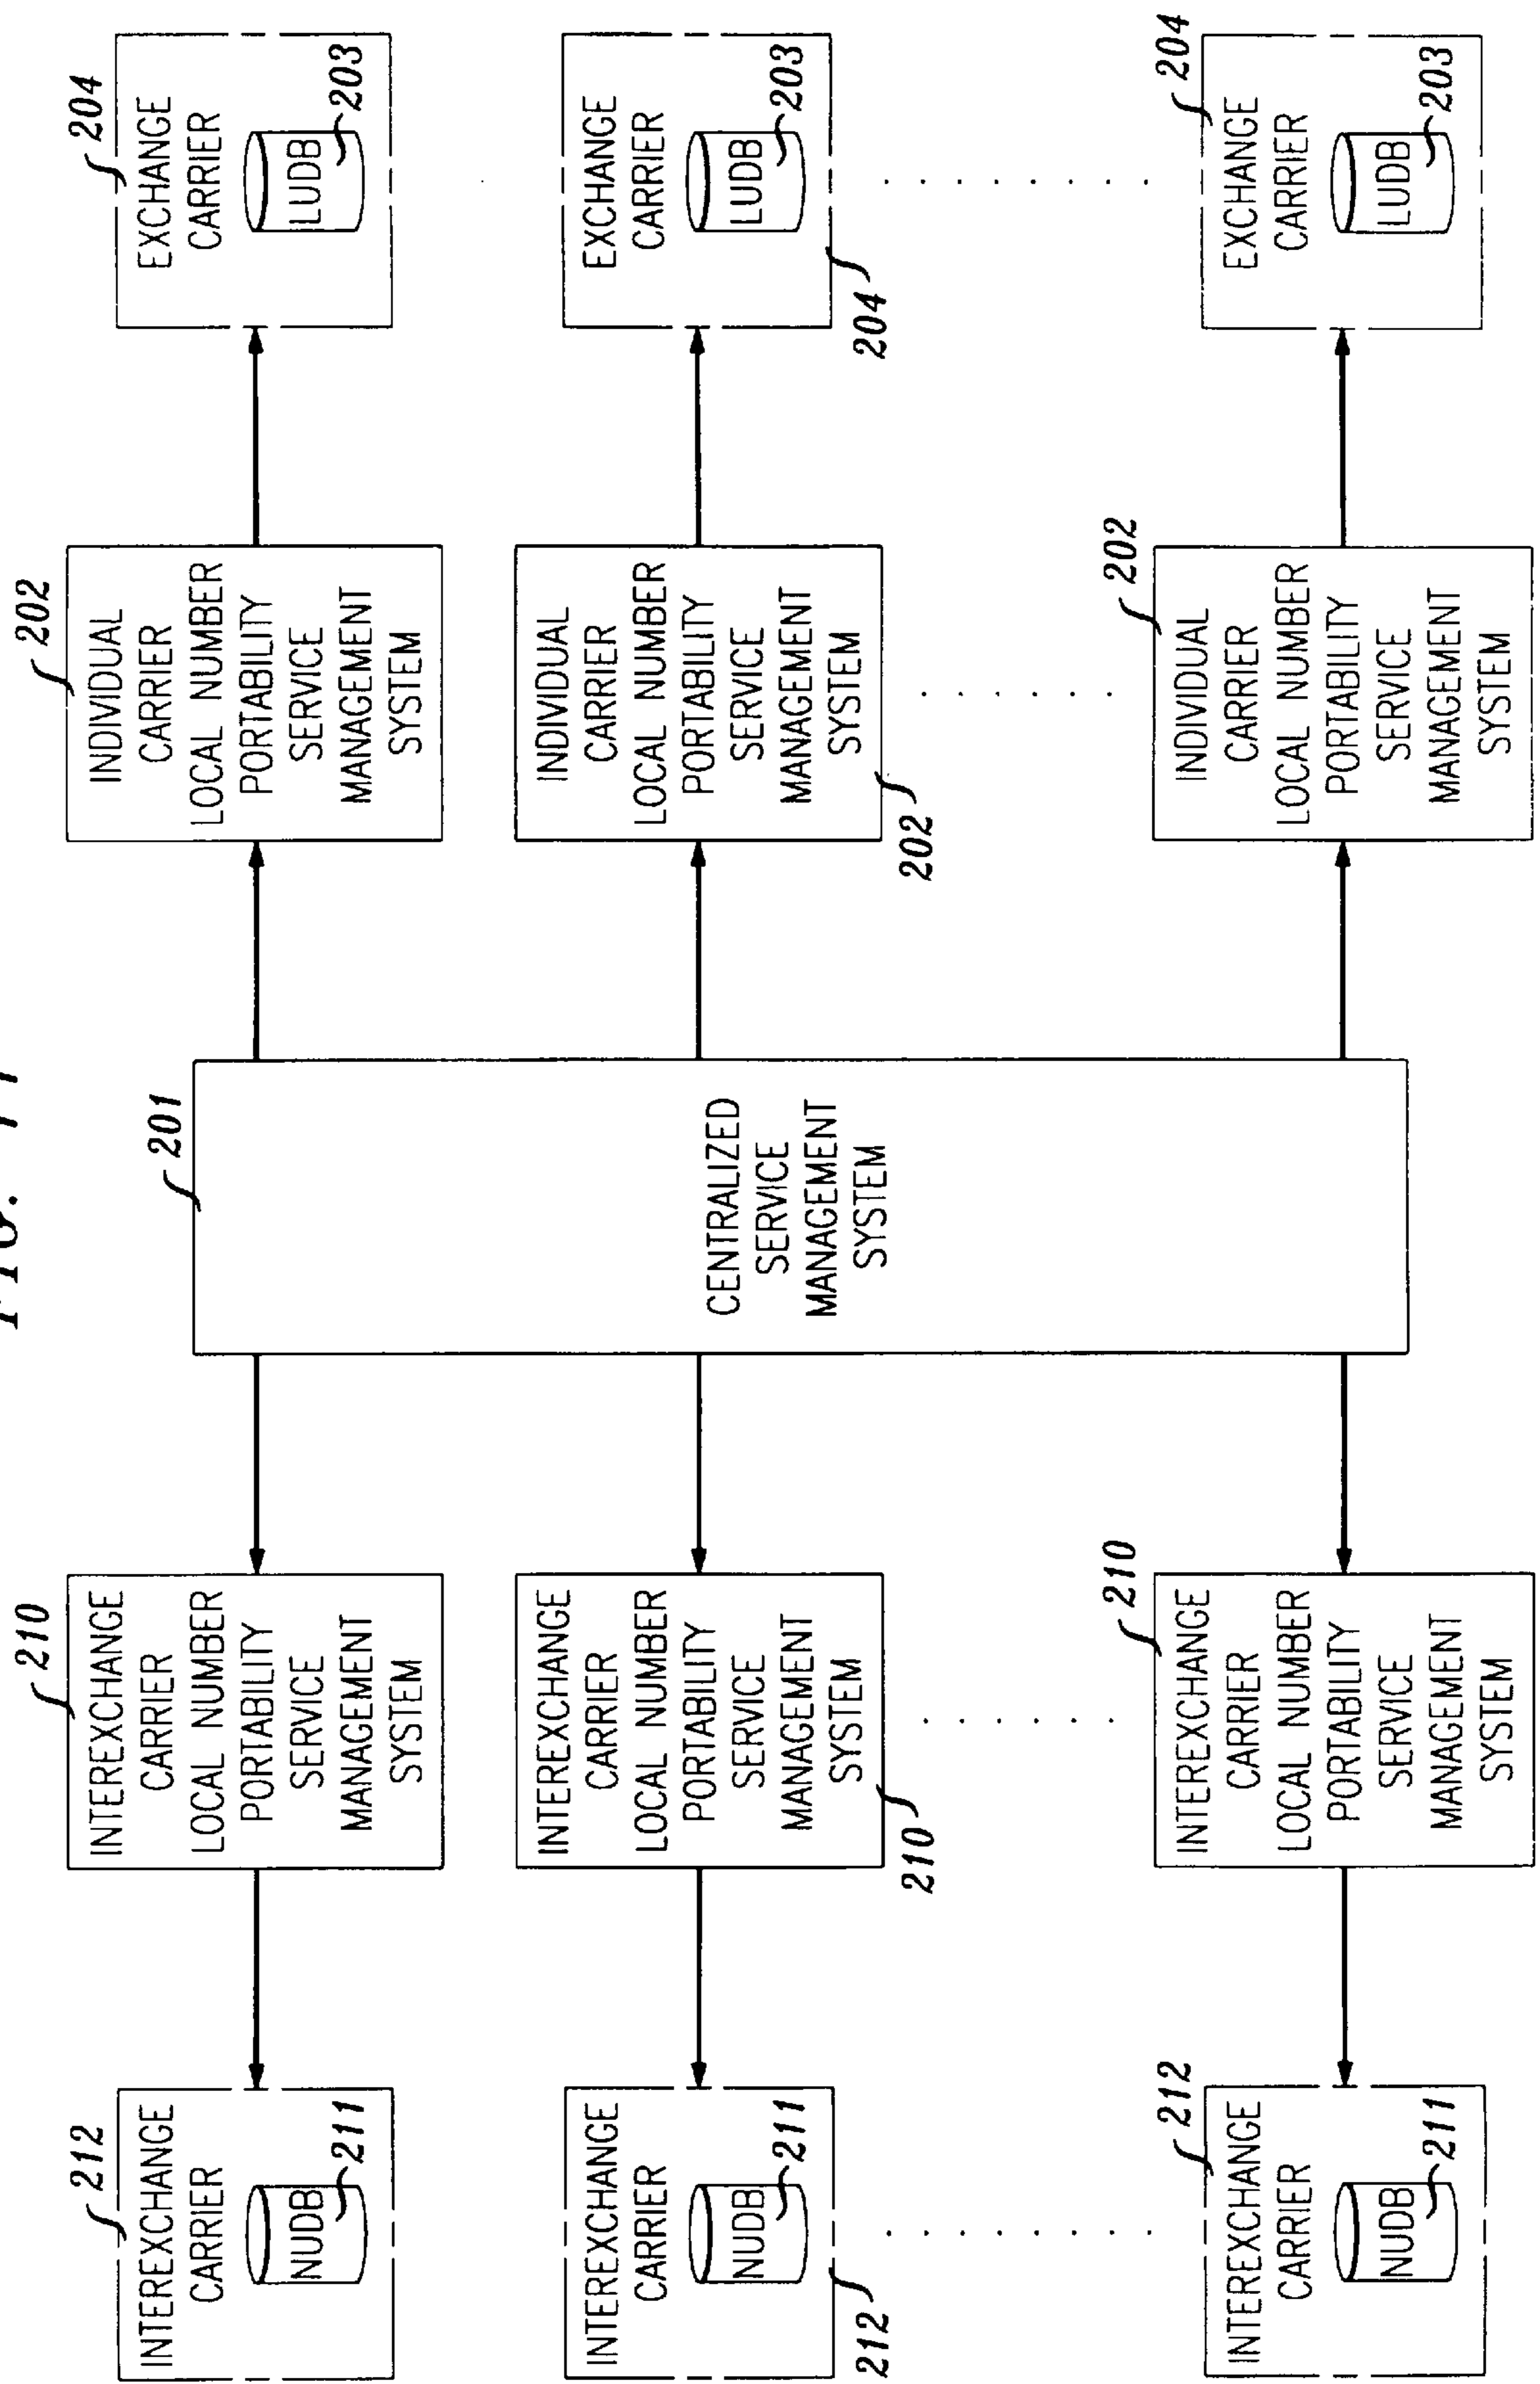 FIG.
212
INTEREXCHANGE
CARRIER
NUDB
211
210
INTEREXCHANGE
CARRIER
LOCAL NUMBER
PORTABILITY
SERVICE
MANAGEMENT
SYSTEM
201
CENTRALIZED
SERVICE
MANAGEMENT
SYSTEM
202
INDIVIDUAL
CARRIER
LOCAL NUMBER
PORTABILITY
SERVICE
MANAGEMENT
SYSTEM
204
EXCHANGE
CARRIER
LUDB
203
INTEREXCHANGE
CARRIER
NUDB
211
212
INTEREXCHANGE
CARRIER
LOCAL NUMBER
PORTABILITY
SERVICE
MANAGEMENT
SYSTEM
210
INDIVIDUAL
CARRIER
LOCAL NUMBER
PORTABILITY
SERVICE
MANAGEMENT
SYSTEM
202
EXCHANGE
CARRIER
LUDB
203
204
212
INTEREXCHANGE
CARRIER
NUDB
211
210
INTEREXCHANGE
CARRIER
LOCAL NUMBER
PORTABILITY
SERVICE
MANAGEMENT
SYSTEM
202
INDIVIDUAL
CARRIER
LOCAL NUMBER
PORTABILITY
SERVICE
MANAGEMENT
SYSTEM
204
EXCHANGE
CARRIER
LUDB
203